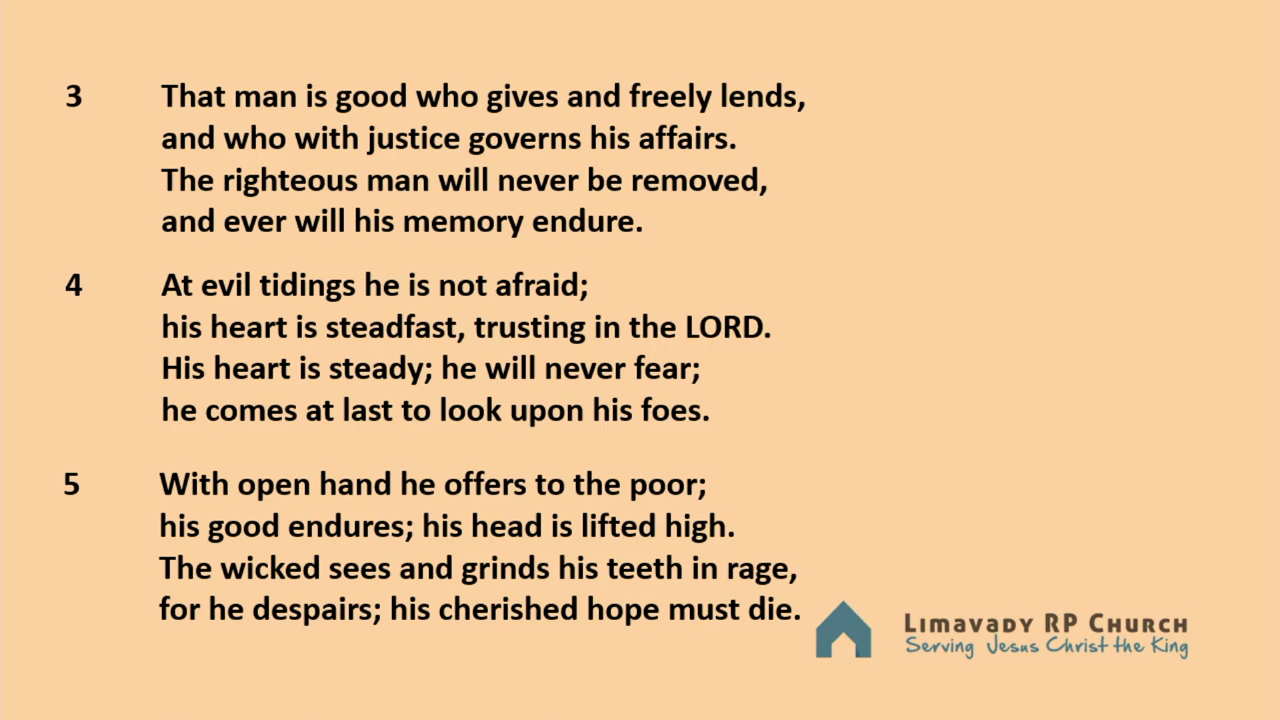 3 That man is good who gives and freely lends,
and who with justice governs his affairs.
The righteous man will never be removed,
and ever will his memory endure.
4 At evil tidings he is not afraid;
his heart is steadfast, trusting in the LORD.
His heart is steady; he will never fear;
he comes at last to look upon his foes.
5 With open hand he offers to the poor;
his good endures; his head is lifted high.
The wicked sees and grinds his teeth in rage,
for he despairs; his cherished hope must die.
LIMAVADY RP CHURCH
Serving Jesus Christ the King